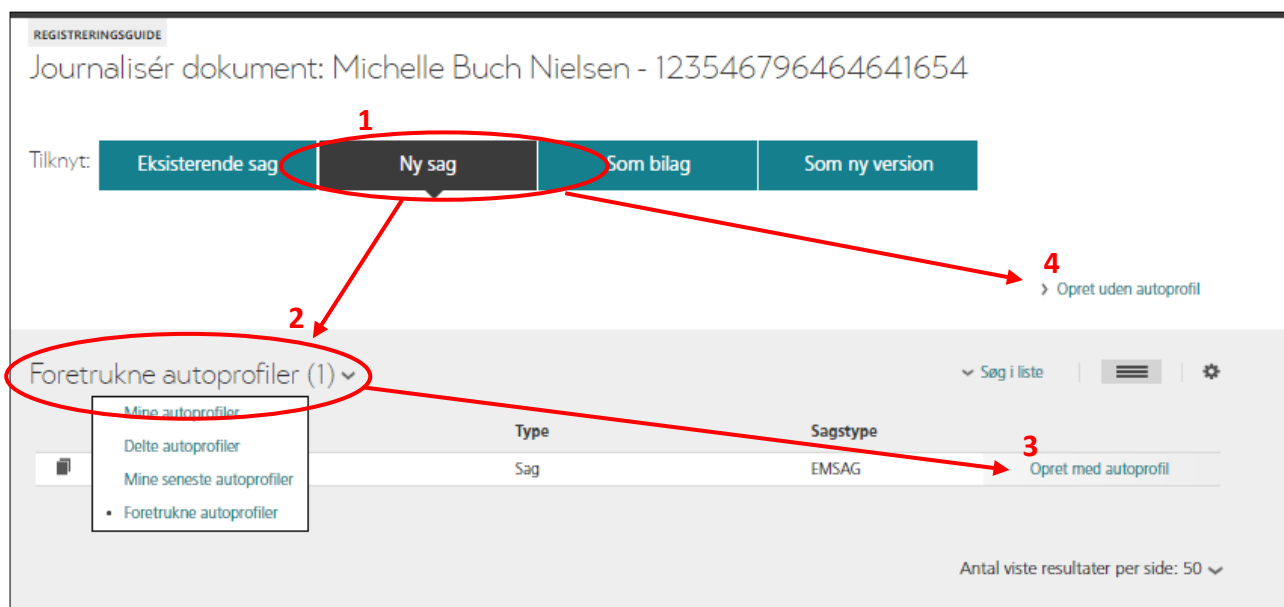 REGISTRERINGSGUIDE
Journalisér dokument: Michelle Buch Nielsen - 123546796464641654
1
Tilknyt: Eksisterende sag Ny sag Som bilag Som ny version
4
Opret uden autoprofil
2
Foretrukne autoprofiler (1) Søg i liste
Mine autoprofiler
Type Sagstype
Delte autoprofiler
3
Sag EMSAG Opret med autoprofil
Mine seneste autoprofiler
• Foretrukne autoprofiler
Antal viste resultater per side: 50